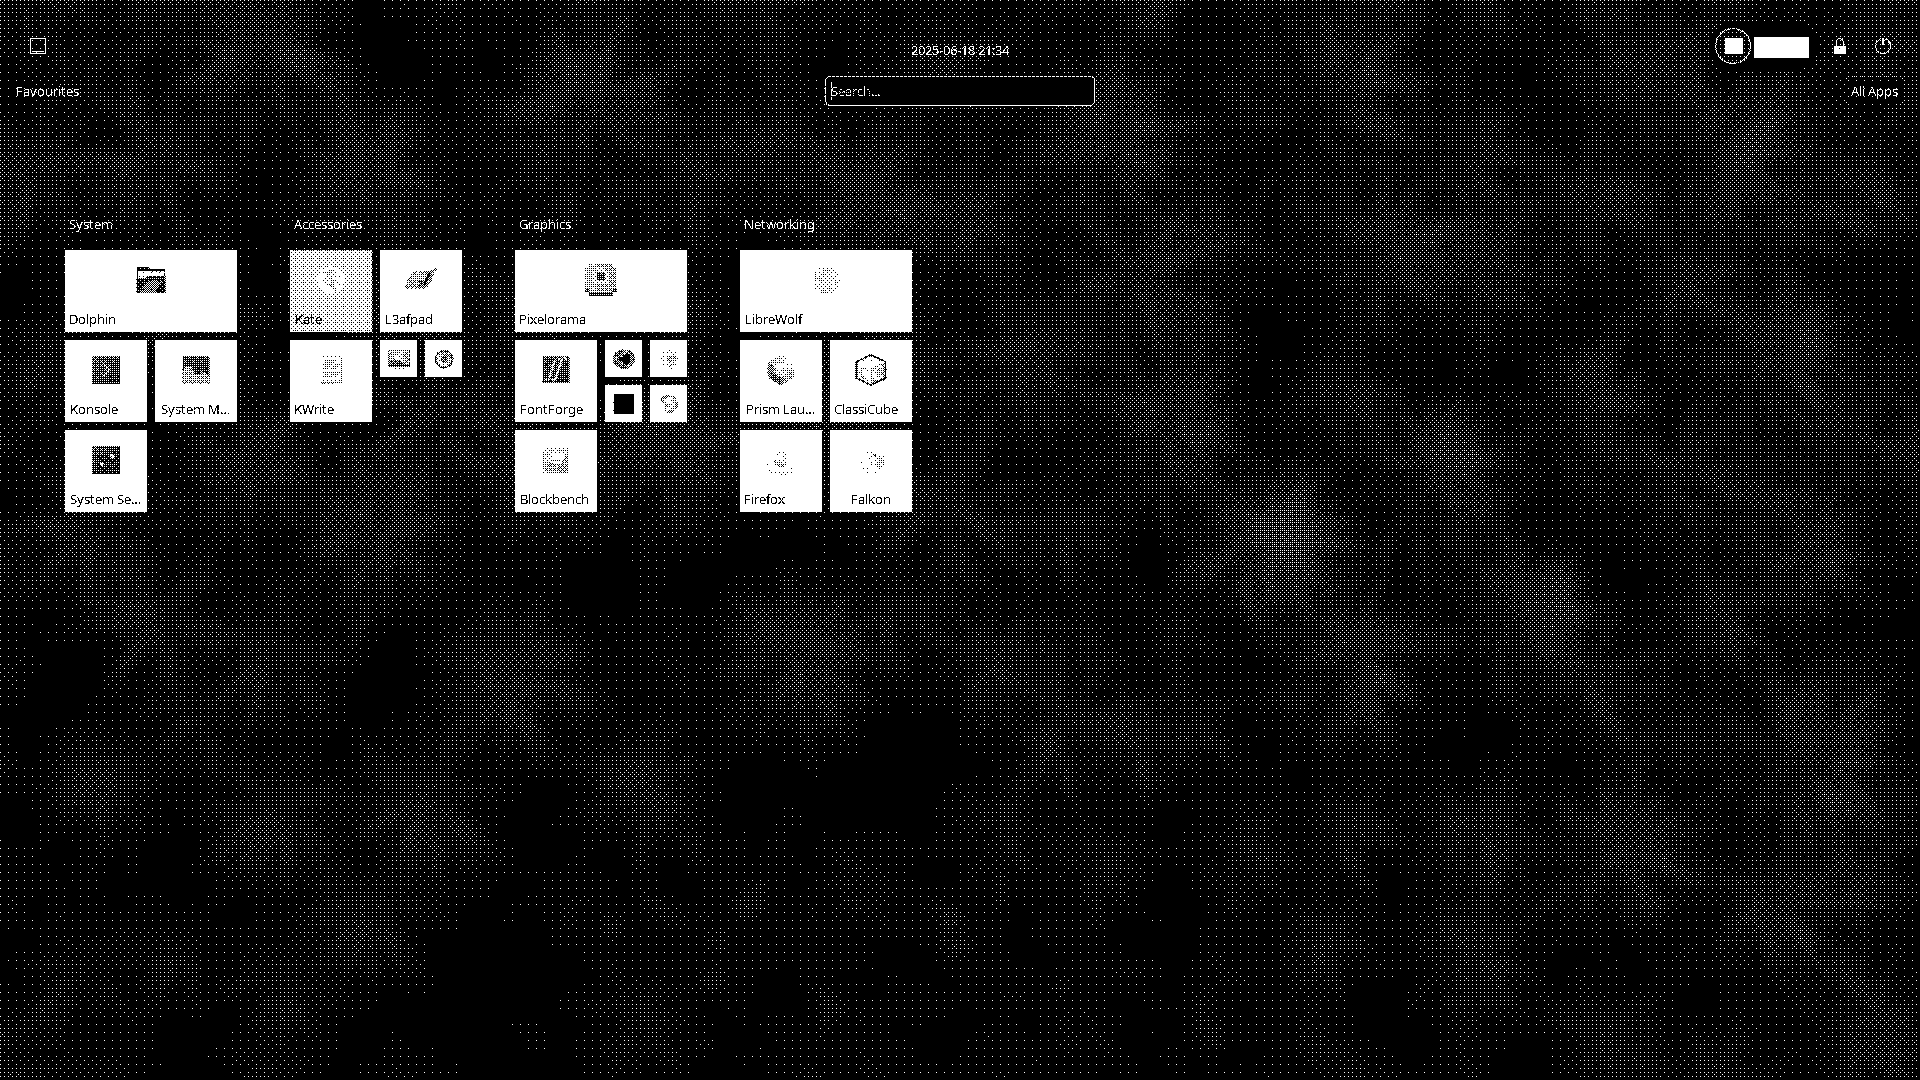 2025-06-18 21:34
Favourites
Search...
All Apps
System
Accessories
Graphics
Networking
Dolphin
Kate
L3afpad
Pixelorama
LibreWolf
Konsole
System M...
KWrite
FontForge
Prism Lau...
ClassiCube
System Se...
Blockbench
Firefox
Falkon